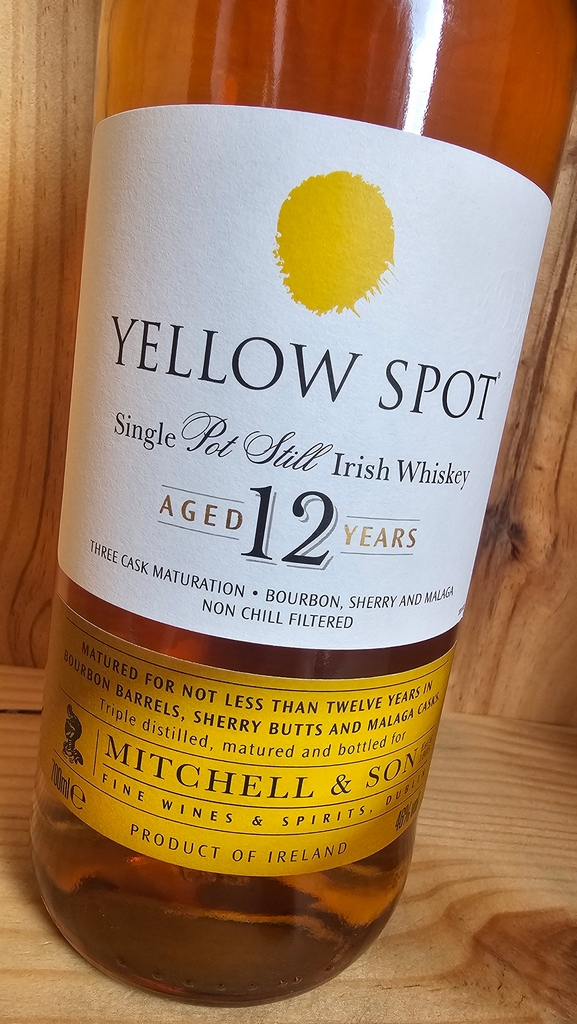 YELLOW SPOT
Single Pot Still Irish Whiskey
AGED 12 YEARS
THREE CASK MATURATION • BOURBON, SHERRY AND MALAGA
NON CHILL FILTERED
MATURED FOR NOT LESS THAN TWELVE YEARS IN
BOURBON BARRELS, SHERRY BUTTS AND MALAGA CASKS.
Triple distilled, matured and bottled for
MITCHELL & SON
FINE WINES & SPIRITS, DUBLIN
700ml e
46%
PRODUCT OF IRELAND